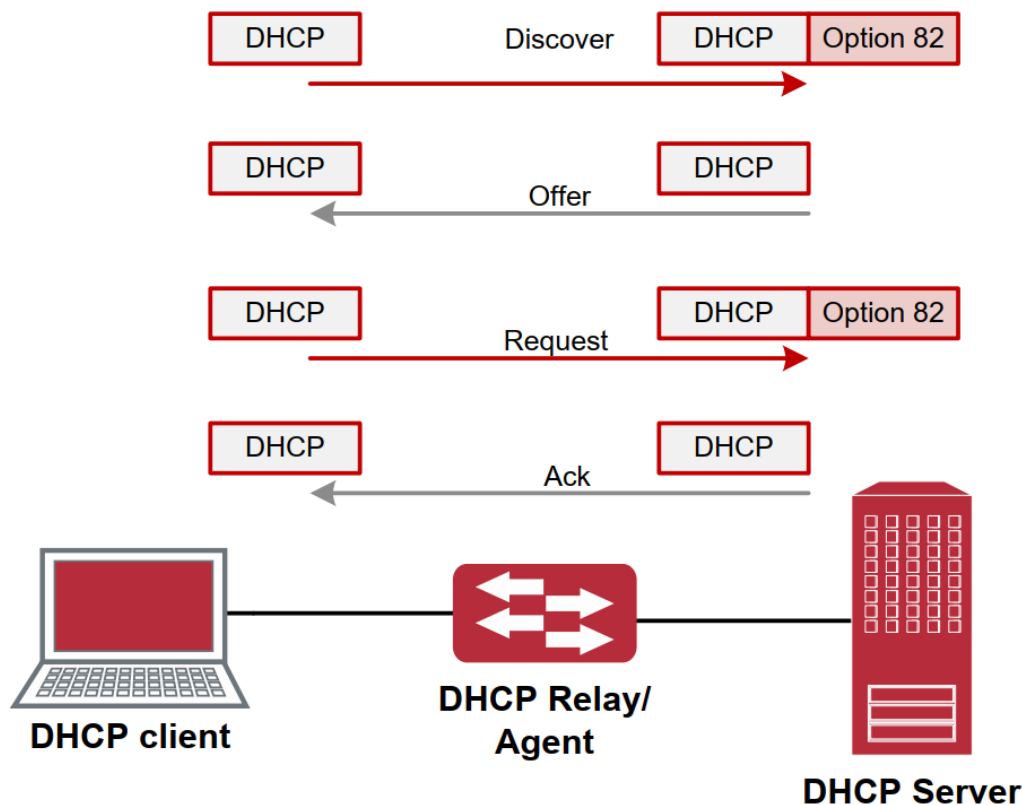 DHCP Discover DHCP Option 82
DHCP DHCP
Offer
DHCP DHCP Option 82
Request
DHCP DHCP
Ack
DHCP client
DHCP Relay/
Agent
DHCP Server